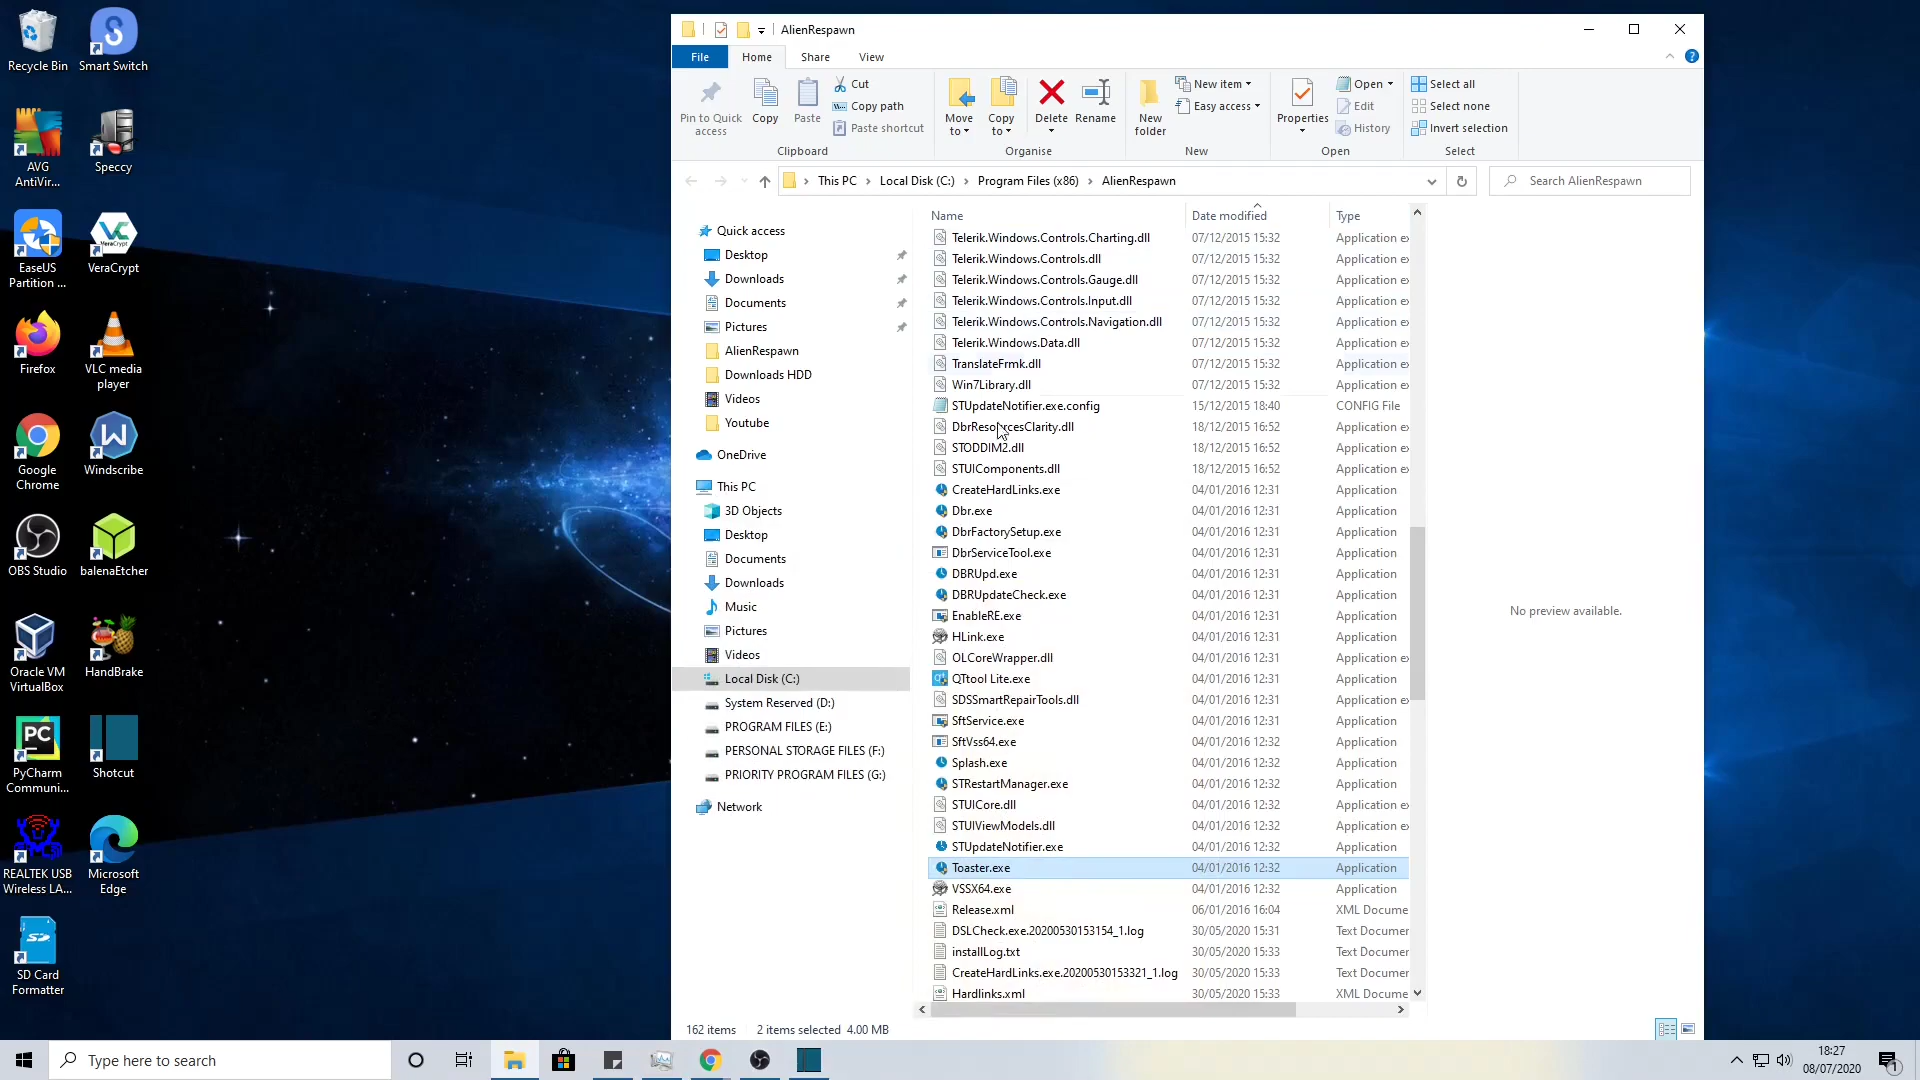 Recycle Bin
Smart Switch
AVG
AntiVir...
Speccy
EaseUS
Partition ...
VeraCrypt
VeraCrypt
Firefox
VLC media
player
Google
Chrome
Windscribe
OBS Studio
balenaEtcher
Oracle VM
VirtualBox
HandBrake
PC
PyCharm
Communi...
Shotcut
REALTEK USB
Wireless LA...
Microsoft
Edge
SD Card
Formatter
AlienRespawn
File
Home
Share
View
Pin to Quick
access
Copy
Paste
Cut
Copy path
Paste shortcut
Clipboard
Move
to
Copy
to
Delete
Rename
Organise
New
folder
New item
Easy access
New
Properties
Open
Edit
History
Open
Select all
Select none
Invert selection
Select
This PC
Local Disk (C:)
Program Files (x86)
AlienRespawn
Search AlienRespawn
Quick access
Desktop
Downloads
Documents
Pictures
AlienRespawn
Downloads HDD
Videos
Youtube
OneDrive
This PC
3D Objects
Desktop
Documents
Downloads
Music
Pictures
Videos
Local Disk (C:)
System Reserved (D:)
PROGRAM FILES (E:)
PERSONAL STORAGE FILES (F:)
PRIORITY PROGRAM FILES (G:)
Network
Name Date modified Type
Telerik.Windows.Controls.Charting.dll 07/12/2015 15:32 Application ex
Telerik.Windows.Controls.dll 07/12/2015 15:32 Application ex
Telerik.Windows.Controls.Gauge.dll 07/12/2015 15:32 Application ex
Telerik.Windows.Controls.Input.dll 07/12/2015 15:32 Application ex
Telerik.Windows.Controls.Navigation.dll 07/12/2015 15:32 Application ex
Telerik.Windows.Data.dll 07/12/2015 15:32 Application ex
TranslateFrmk.dll 07/12/2015 15:32 Application ex
Win7Library.dll 07/12/2015 15:32 Application ex
STUpdateNotifier.exe.config 15/12/2015 18:40 CONFIG File
DbrResourcesClarity.dll 18/12/2015 16:52 Application ex
STODDIM2.dll 18/12/2015 16:52 Application ex
STUIComponents.dll 18/12/2015 16:52 Application ex
CreateHardLinks.exe 04/01/2016 12:31 Application
Dbr.exe 04/01/2016 12:31 Application
DbrFactorySetup.exe 04/01/2016 12:31 Application
DbrServiceTool.exe 04/01/2016 12:31 Application
DBRUpd.exe 04/01/2016 12:31 Application
DBRUpdateCheck.exe 04/01/2016 12:31 Application
EnableRE.exe 04/01/2016 12:31 Application
HLink.exe 04/01/2016 12:31 Application
OLCoreWrapper.dll 04/01/2016 12:31 Application ex
QTtool Lite.exe 04/01/2016 12:31 Application
SDSSmartRepairTools.dll 04/01/2016 12:31 Application ex
SftService.exe 04/01/2016 12:31 Application
SftVss64.exe 04/01/2016 12:32 Application
Splash.exe 04/01/2016 12:32 Application
STRestartManager.exe 04/01/2016 12:32 Application
STUICore.dll 04/01/2016 12:32 Application ex
STUIViewModels.dll 04/01/2016 12:32 Application ex
STUpdateNotifier.exe 04/01/2016 12:32 Application
Toaster.exe 04/01/2016 12:32 Application
VSSX64.exe 04/01/2016 12:32 Application
Release.xml 06/01/2016 16:04 XML Docume
DSLCheck.exe.20200530153154_1.log 30/05/2020 15:31 Text Documer
installLog.txt 30/05/2020 15:33 Text Documer
CreateHardLinks.exe.20200530153321_1.log 30/05/2020 15:33 Text Documer
Hardlinks.xml 30/05/2020 15:33 XML Docume
No preview available.
162 items 2 items selected 4.00 MB
Type here to search
18:27
08/07/2020
1